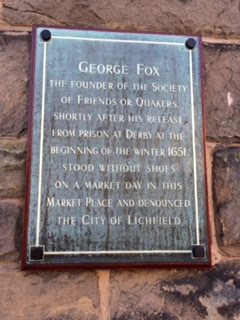 GEORGE FOX
THE FOUNDER OF THE SOCIETY
OF FRIENDS OR QUAKERS,
SHORTLY AFTER HIS RELEASE
FROM PRISON AT DERBY AT THE
BEGINNING OF THE WINTER 1651,
STOOD WITHOUT SHOES
ON A MARKET DAY IN THIS
MARKET PLACE AND DENOUNCED
THE CITY OF LICHFIELD